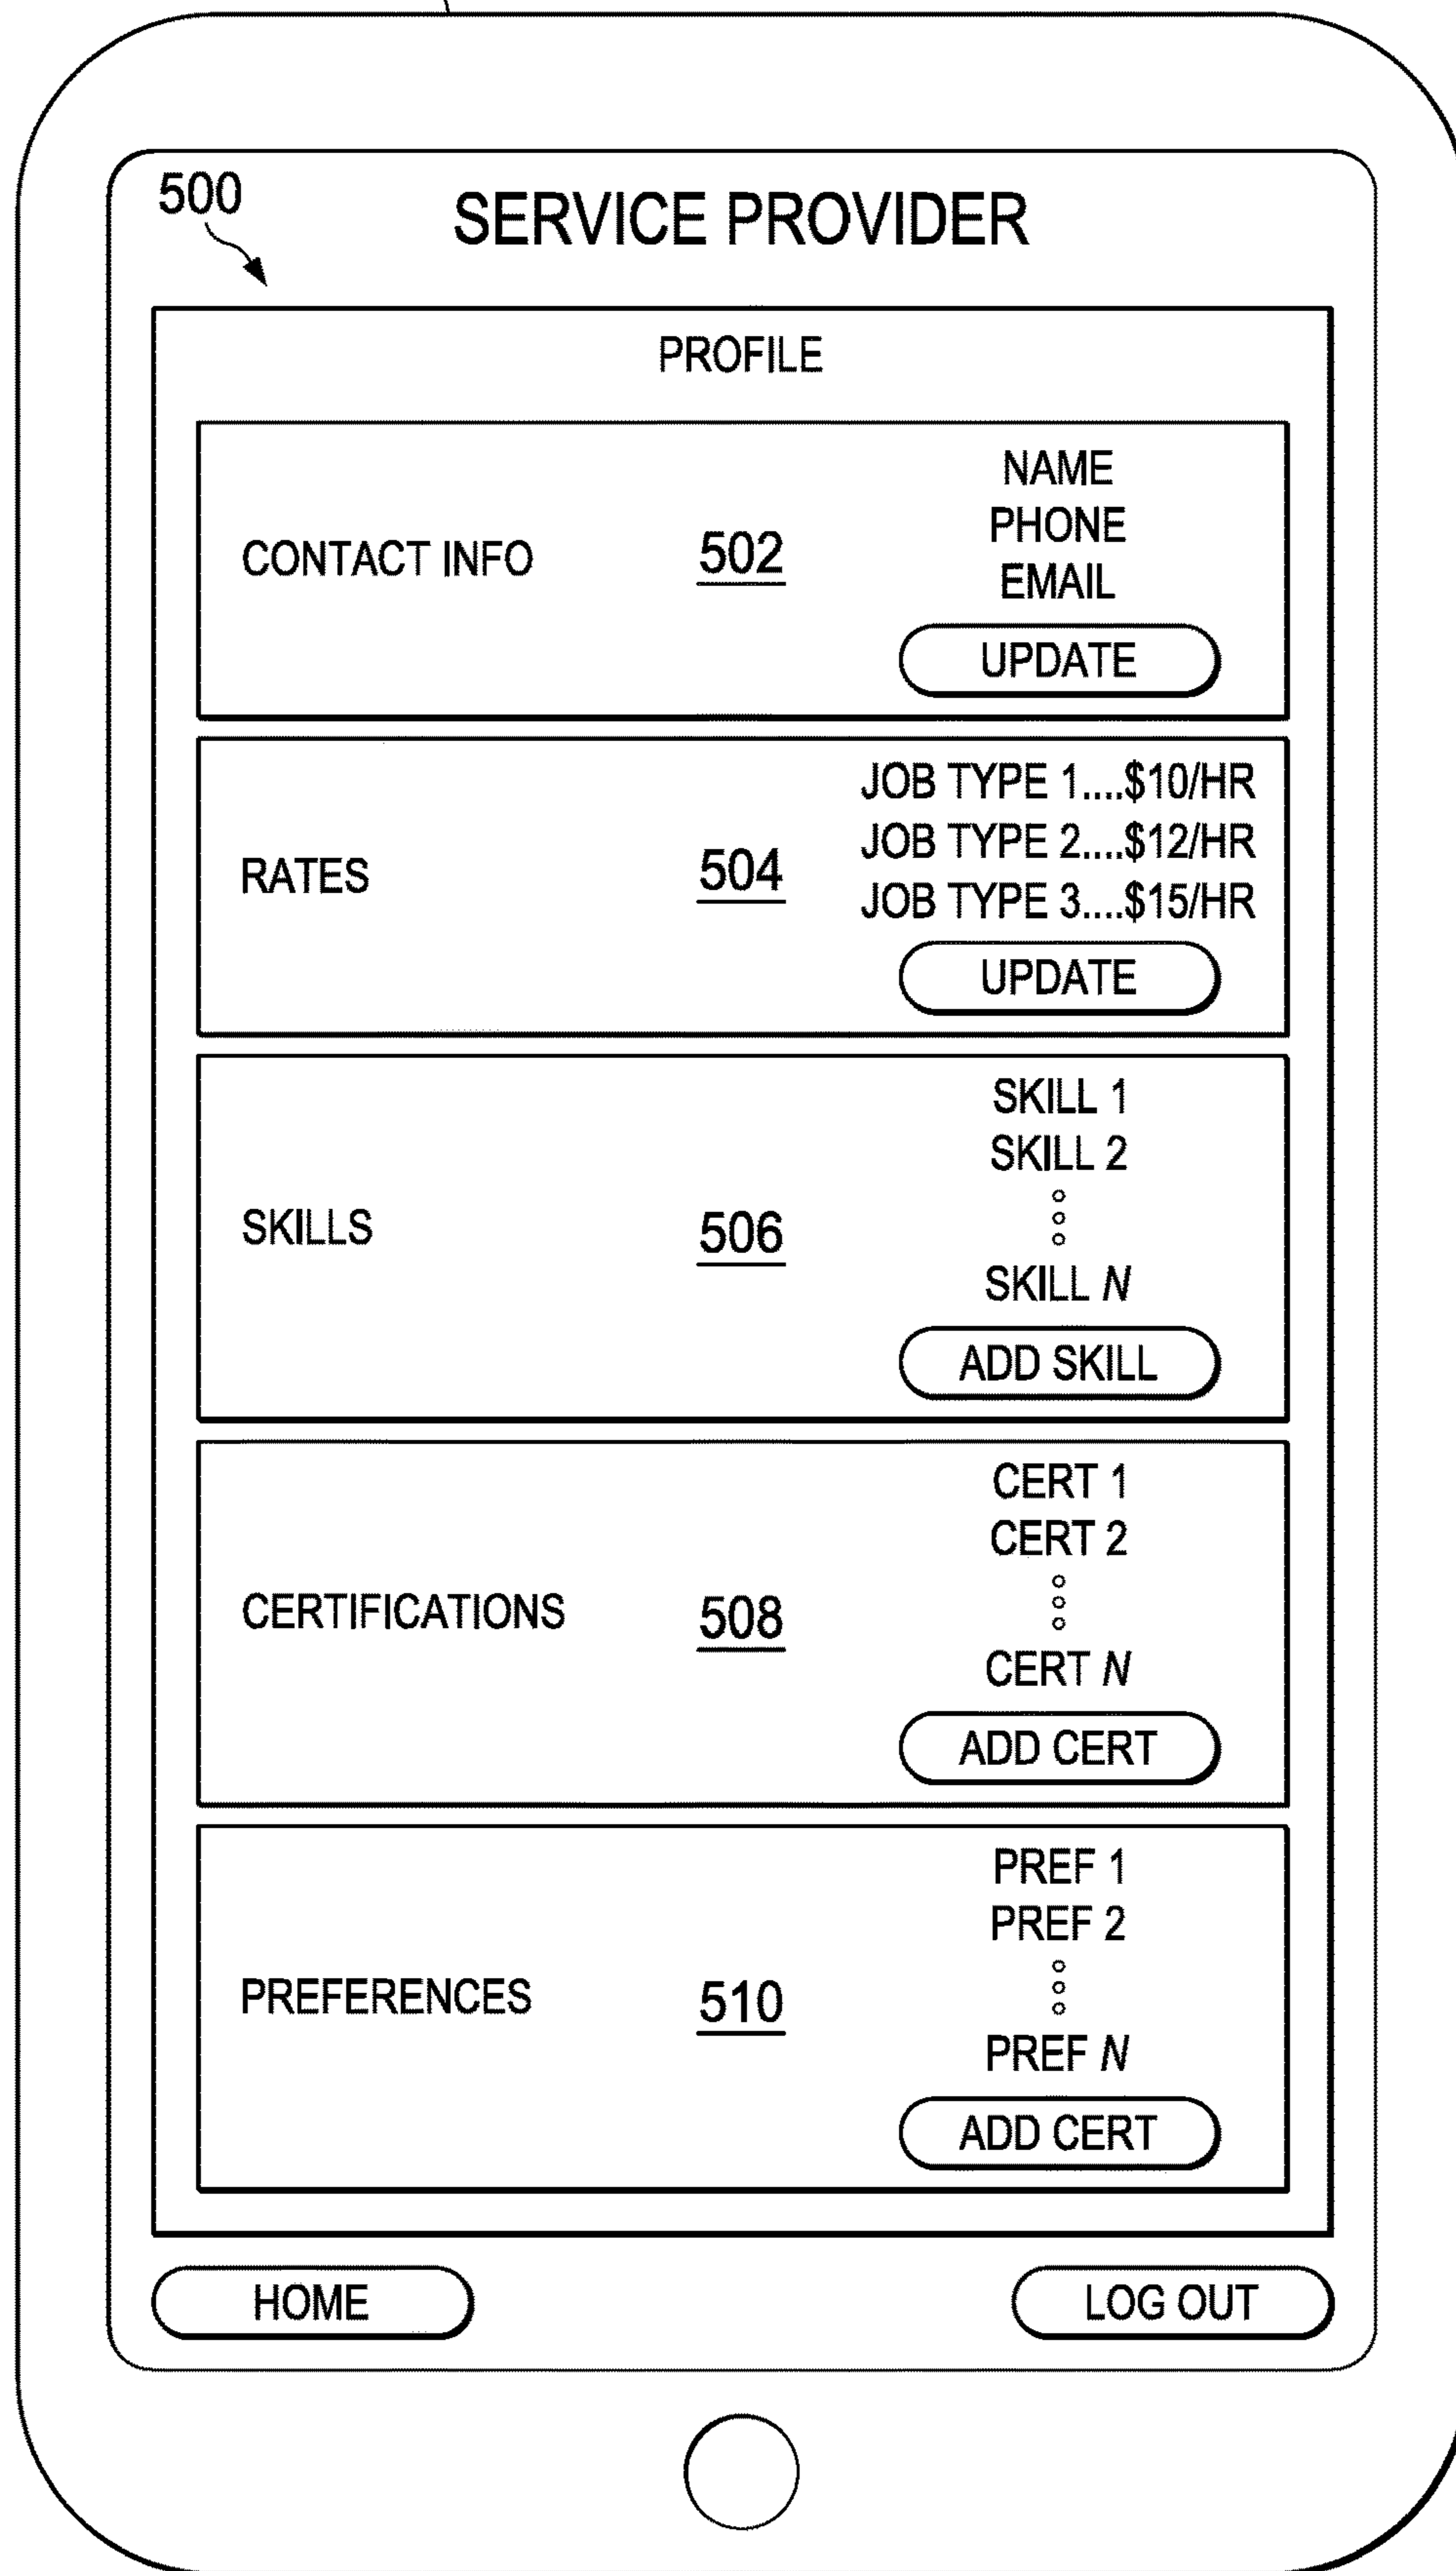 500
SERVICE PROVIDER
PROFILE
CONTACT INFO
502
NAME
PHONE
EMAIL
UPDATE
RATES
504
JOB TYPE 1....$10/HR
JOB TYPE 2....$12/HR
JOB TYPE 3....$15/HR
UPDATE
SKILLS
506
SKILL 1
SKILL 2
SKILL N
ADD SKILL
CERTIFICATIONS
508
CERT 1
CERT 2
CERT N
ADD CERT
PREFERENCES
510
PREF 1
PREF 2
PREF N
ADD CERT
HOME
LOG OUT